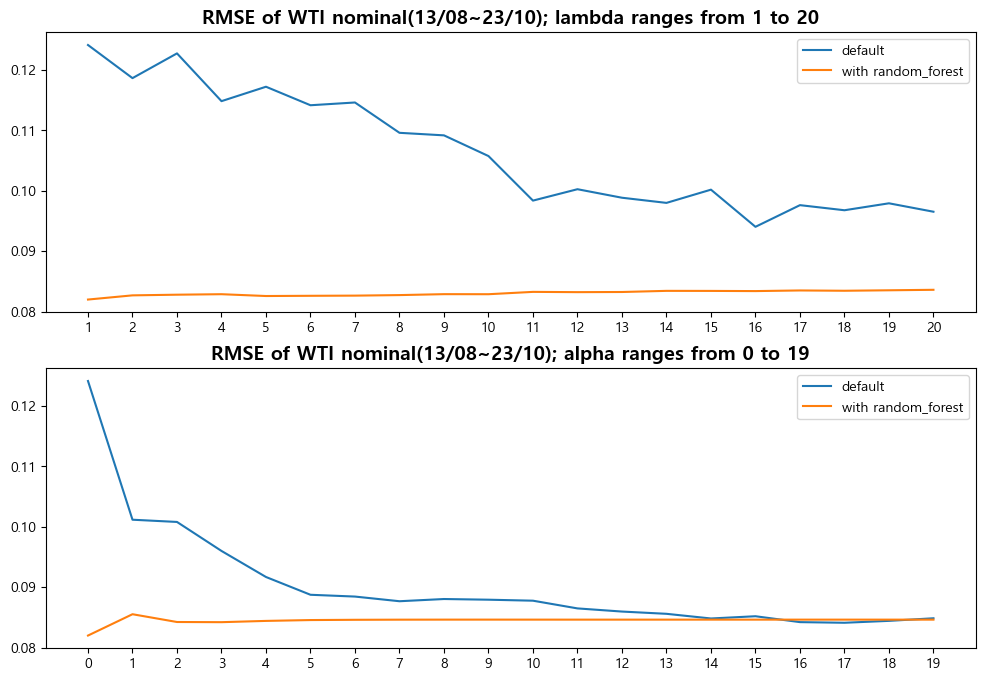 RMSE of WTI nominal(13/08~23/10); lambda ranges from 1 to 20
default
with random_forest
0.12
0.11
0.10
0.09
0.08
1 2 3 4 5 6 7 8 9 10 11 12 13 14 15 16 17 18 19 20
RMSE of WTI nominal(13/08~23/10); alpha ranges from 0 to 19
default
with random_forest
0.12
0.11
0.10
0.09
0.08
0 1 2 3 4 5 6 7 8 9 10 11 12 13 14 15 16 17 18 19